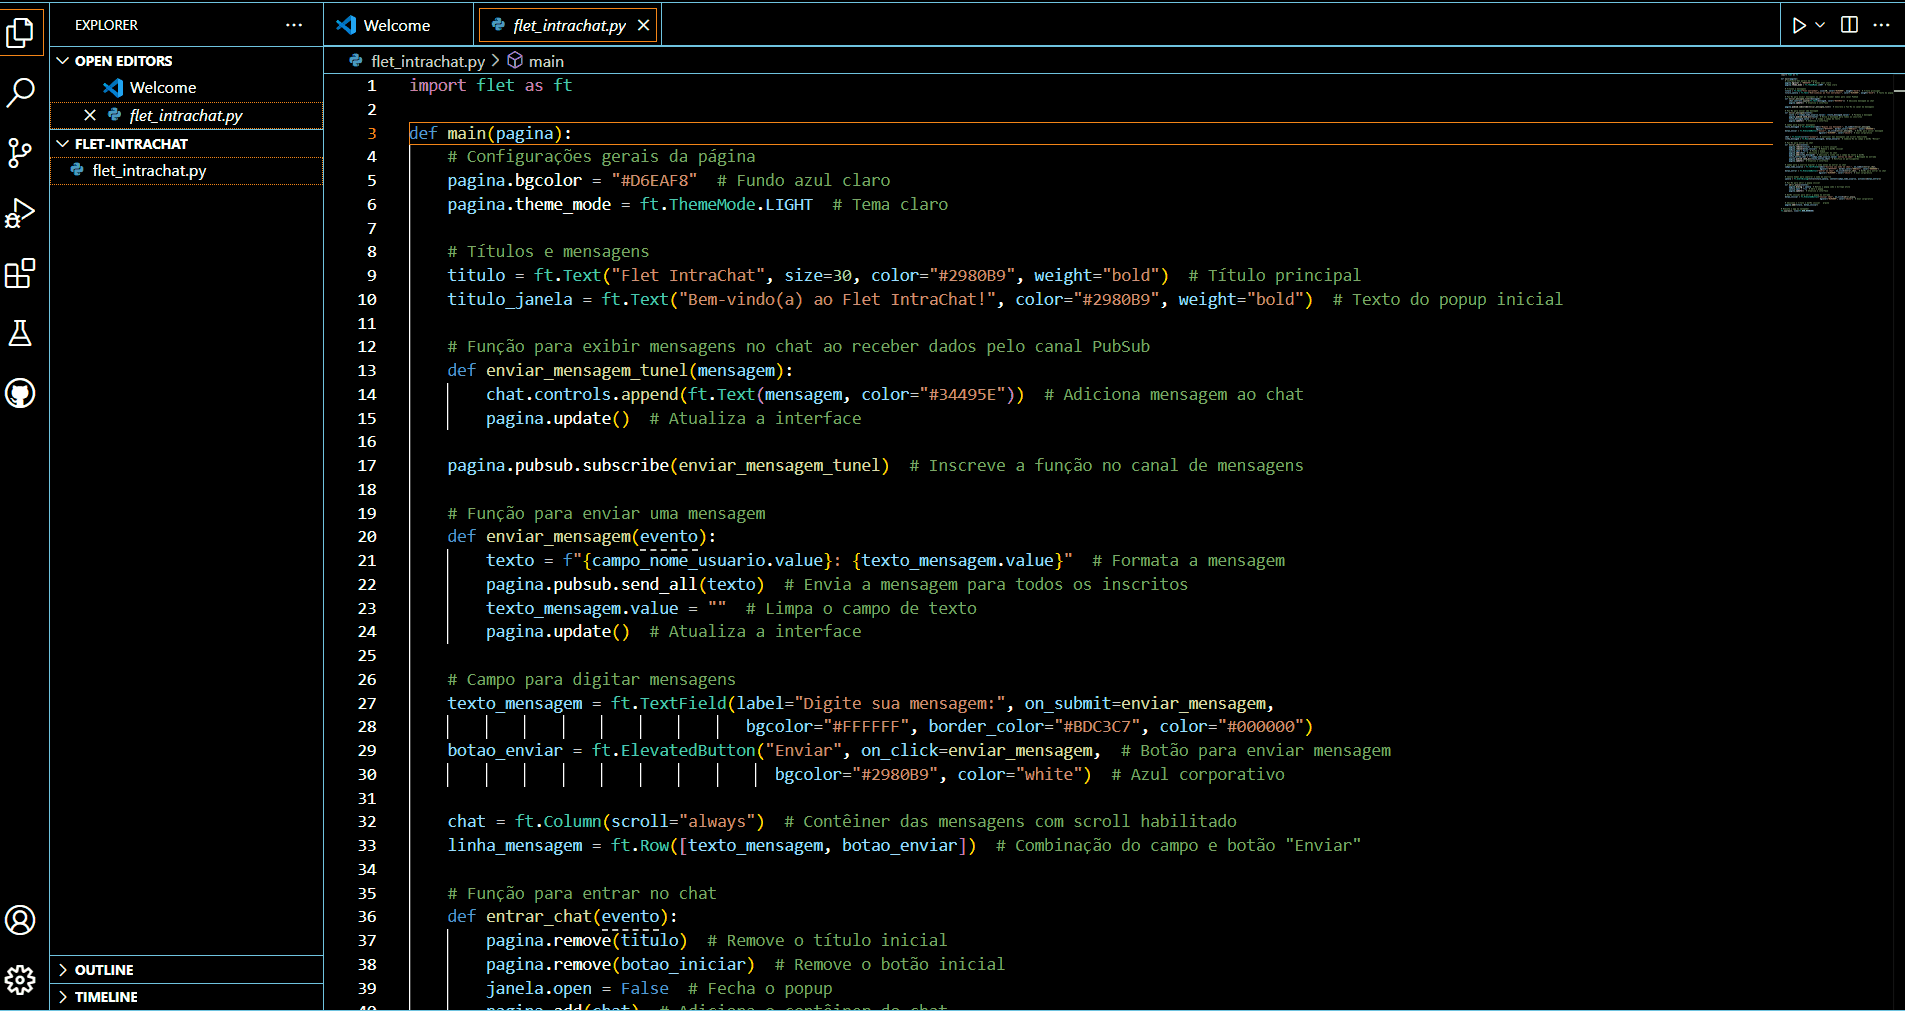 EXPLORER
OPEN EDITORS
Welcome
flet_intrachat.py
FLET-INTRACHAT
flet_intrachat.py
OUTLINE
TIMELINE
Welcome
flet_intrachat.py
flet_intrachat.py > main
1 import flet as ft
2
3 def main(pagina):
4 # Configurações gerais da página
5 pagina.bgcolor = "#D6EAF8" # Fundo azul claro
6 pagina.theme_mode = ft.ThemeMode.LIGHT # Tema claro
7
8 # Títulos e mensagens
9 titulo = ft.Text("Flet IntraChat", size=30, color="#2980B9", weight="bold") # Título principal
10 titulo_janela = ft.Text("Bem-vindo(a) ao Flet IntraChat!", color="#2980B9", weight="bold") # Texto do popup inicial
11
12 # Função para exibir mensagens no chat ao receber dados pelo canal PubSub
13 def enviar_mensagem_tunel(mensagem):
14 chat.controls.append(ft.Text(mensagem, color="#34495E")) # Adiciona mensagem ao chat
15 pagina.update() # Atualiza a interface
16
17 pagina.pubsub.subscribe(enviar_mensagem_tunel) # Inscreve a função no canal de mensagens
18
19 # Função para enviar uma mensagem
20 def enviar_mensagem(evento):
21 texto = f"{campo_nome_usuario.value}: {texto_mensagem.value}" # Formata a mensagem
22 pagina.pubsub.send_all(texto) # Envia a mensagem para todos os inscritos
23 texto_mensagem.value = "" # Limpa o campo de texto
24 pagina.update() # Atualiza a interface
25
26 # Campo para digitar mensagens
27 texto_mensagem = ft.TextField(label="Digite sua mensagem:", on_submit=enviar_mensagem,
28 bgcolor="#FFFFFF", border_color="#BDC3C7", color="#000000")
29 botao_enviar = ft.ElevatedButton("Enviar", on_click=enviar_mensagem, # Botão para enviar mensagem
30 bgcolor="#2980B9", color="white") # Azul corporativo
31
32 chat = ft.Column(scroll="always") # Contêiner das mensagens com scroll habilitado
33 linha_mensagem = ft.Row([texto_mensagem, botao_enviar]) # Combinação do campo e botão "Enviar"
34
35 # Função para entrar no chat
36 def entrar_chat(evento):
37 pagina.remove(titulo) # Remove o título inicial
38 pagina.remove(botao_iniciar) # Remove o botão inicial
39 janela.open = False # Fecha o popup
40 pagina.add(chat) # Adiciona o contêiner do chat